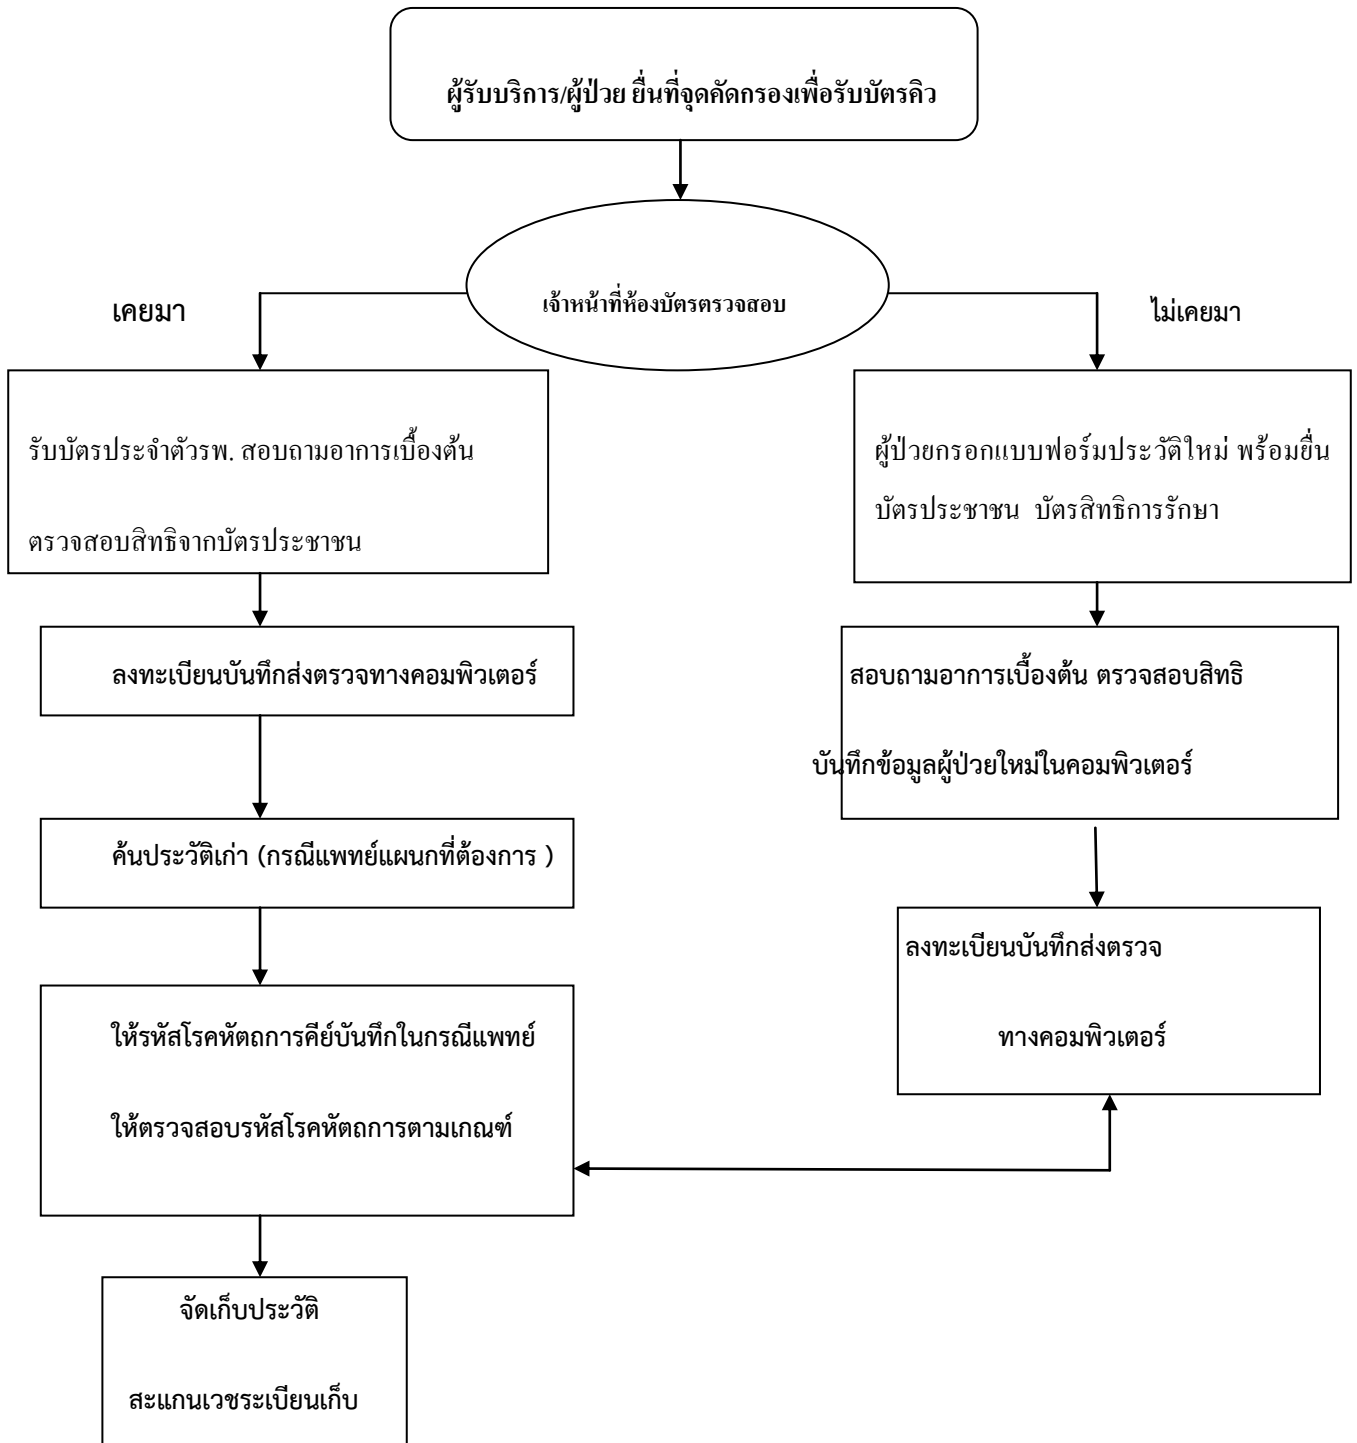 ผู้รับบริการ/ผู้ป่วย ยื่นที่จุดคัดกรองเพื่อรับบัตรคิว
เจ้าหน้าที่ห้องบัตรตรวจสอบ
เคยมา
ไม่เคยมา
รับบัตรประจำตัวรพ. สอบถามอาการเบื้องต้น
ตรวจสอบสิทธิจากบัตรประชาชน
ผู้ป่วยกรอกแบบฟอร์มประวัติใหม่ พร้อมยื่น
บัตรประชาชน บัตรสิทธิการรักษา
ลงทะเบียนบันทึกส่งตรวจทางคอมพิวเตอร์
สอบถามอาการเบื้องต้น ตรวจสอบสิทธิ
บันทึกข้อมูลผู้ป่วยใหม่ในคอมพิวเตอร์
ค้นประวัติเก่า (กรณีแพทย์แผนกที่ต้องการ )
ลงทะเบียนบันทึกส่งตรวจ
ทางคอมพิวเตอร์
ให้รหัสโรคหัตถการคีย์บันทึกในกรณีแพทย์
ให้ตรวจสอบรหัสโรคหัตถการตามเกณฑ์
จัดเก็บประวัติ
สะแกนเวชระเบียนเก็บ